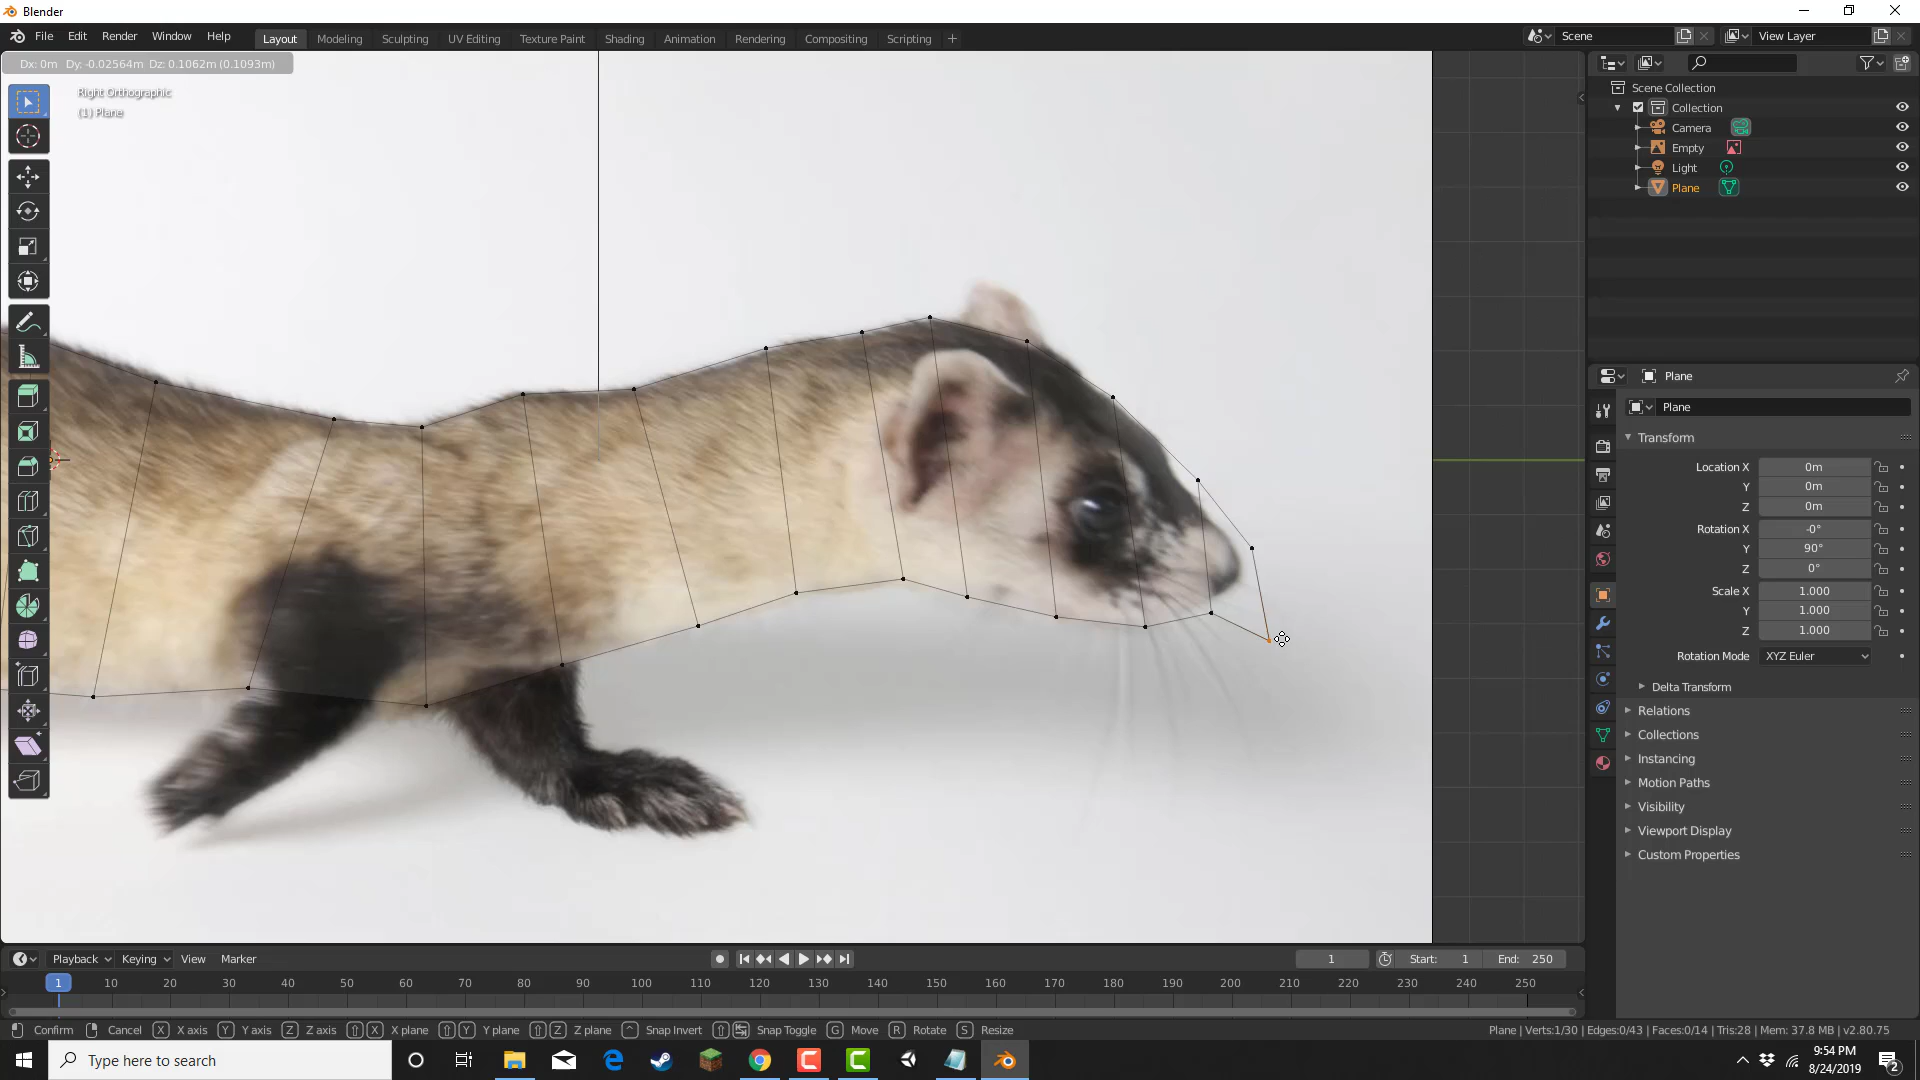 Blender
File Edit Render Window Help Layout Modeling Sculpting UV Editing Texture Paint Shading Animation Rendering Compositing Scripting + Scene View Layer
Dx: 0m Dy: -0.02564m Dz: 0.1062m (0.1093m)
Right Orthographic
(1) Plane
Scene Collection
Collection
Camera
Empty
Light
Plane
Plane
Plane
Transform
Location X 0m
Y 0m
Z 0m
Rotation X -0°
Y 90°
Z 0°
Scale X 1.000
Y 1.000
Z 1.000
Rotation Mode XYZ Euler
Delta Transform
Relations
Collections
Instancing
Motion Paths
Visibility
Viewport Display
Custom Properties
Playback Keying View Marker 1 Start: 1 End: 250
1 10 20 30 40 50 60 70 80 90 100 110 120 130 140 150 160 170 180 190 200 210 220 230 240 250
Confirm Cancel X X axis Y Y axis Z Z axis X X plane Y Y plane Z Z plane ^ Snap Invert Snap Toggle G Move R Rotate S Resize Plane | Verts:1/30 | Edges:0/43 | Faces:0/14 | Tris:28 | Mem: 37.8 MB | v2.80.75
Type here to search
9:54 PM
8/24/2019
2